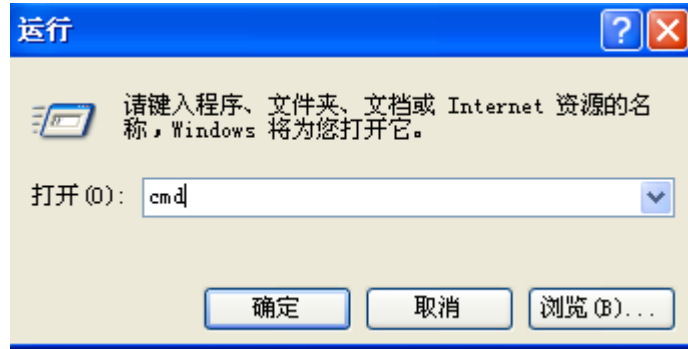 运行
请键入程序、文件夹、文档或 Internet 资源的名
称，Windows 将为您打开它。
打开(O): cmd
确定 取消 浏览(B)...